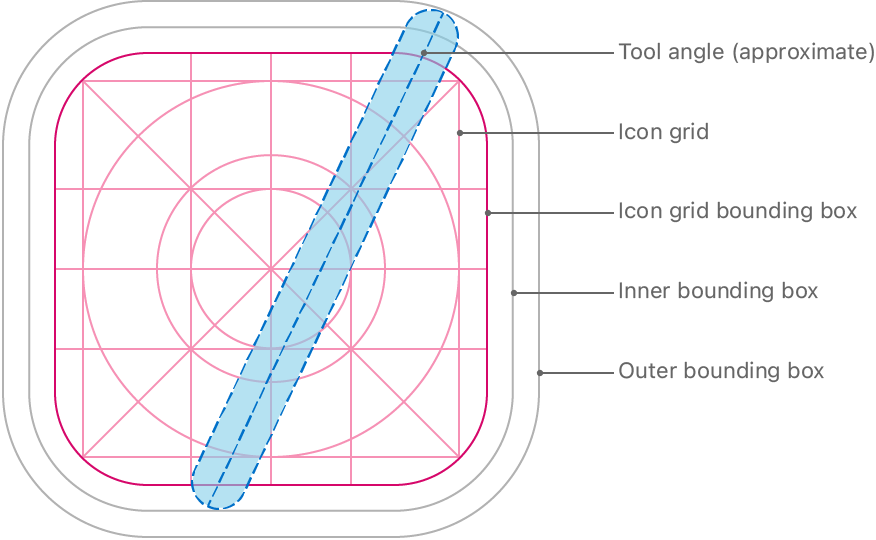 Tool angle (approximate)
Icon grid
Icon grid bounding box
Inner bounding box
Outer bounding box